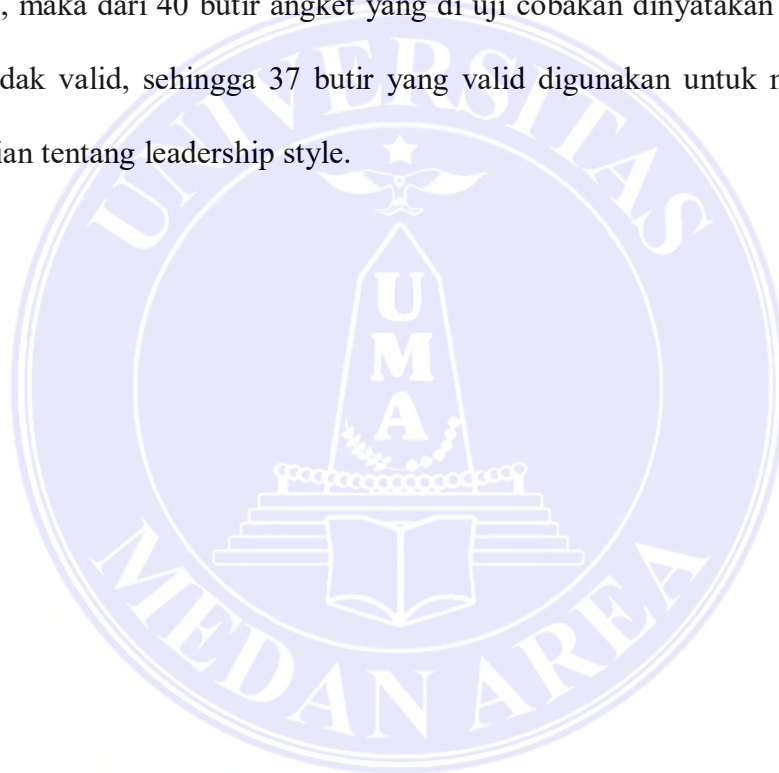 , maka dari 40 butir angket yang di uji cobakan dinyatakan
dak valid, sehingga 37 butir yang valid digunakan untuk
ian tentang leadership style.
UNIVERSITAS
UMA
MEDAN AREA